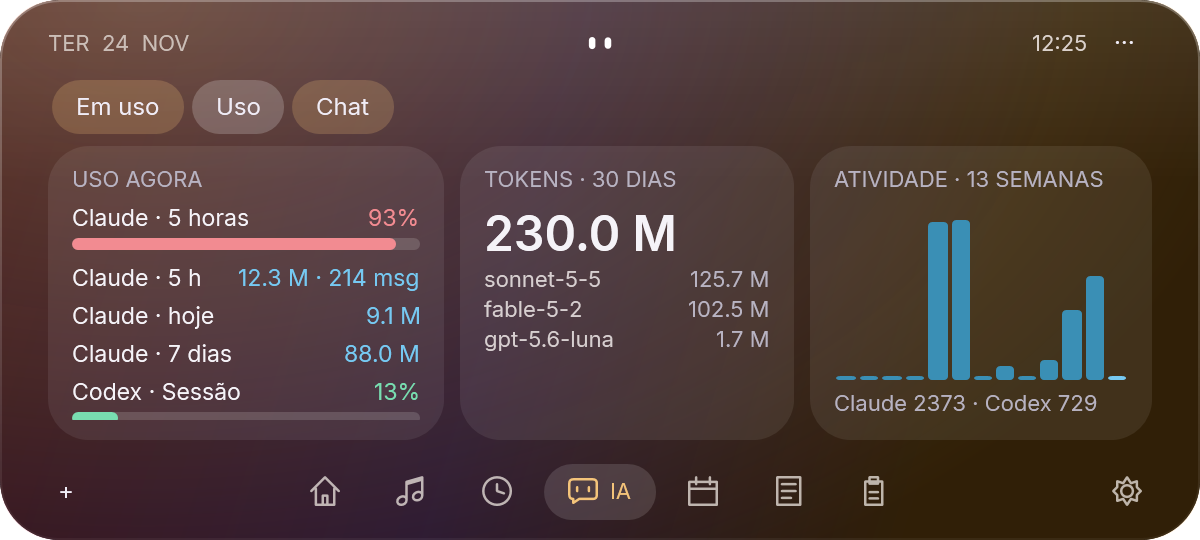 TER 24 NOV
12:25
Em uso
Uso
Chat
USO AGORA
Claude · 5 horas 93%
Claude · 5 h 12.3 M · 214 msg
Claude · hoje 9.1 M
Claude · 7 dias 88.0 M
Codex · Sessão 13%
TOKENS · 30 DIAS
230.0 M
sonnet-5-5 125.7 M
fable-5-2 102.5 M
gpt-5.6-luna 1.7 M
ATIVIDADE · 13 SEMANAS
Claude 2373 · Codex 729
+
IA